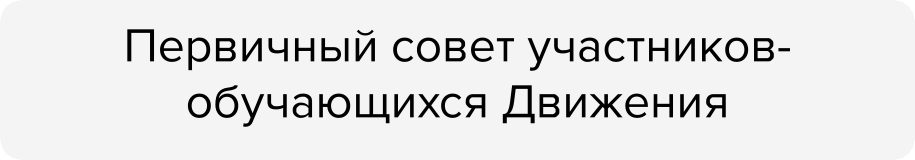 Первичный совет участников-
обучающихся Движения